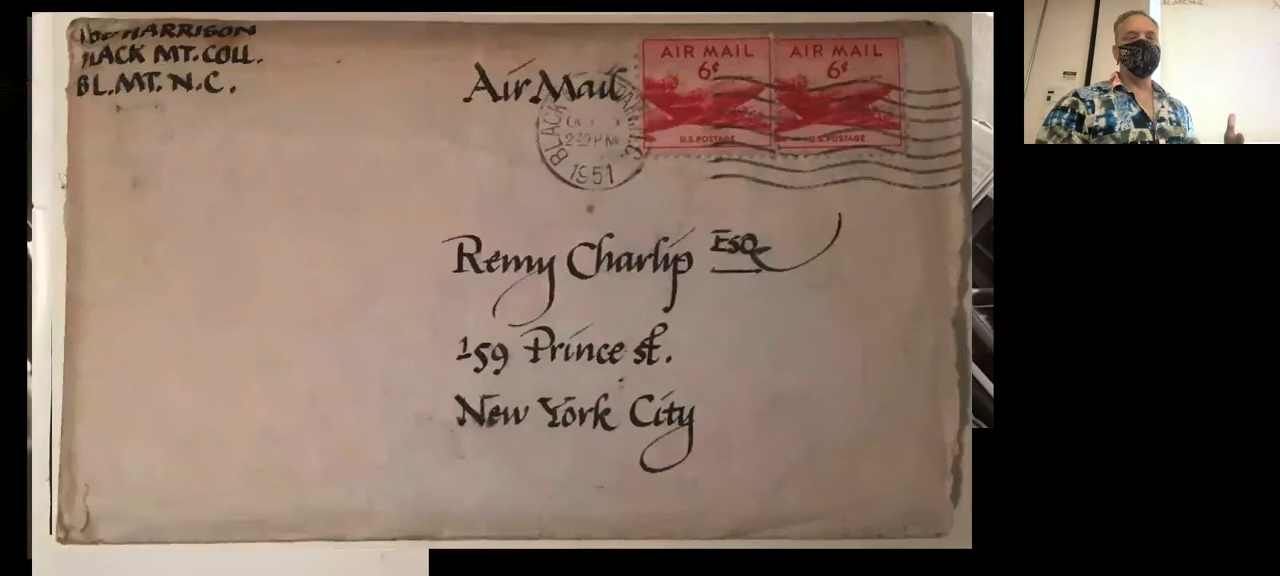 HARRISON
BLACK MT. COLL.
BL. MT. N.C.
Air Mail
AIR MAIL
6¢
U.S. POSTAGE
AIR MAIL
6¢
U.S. POSTAGE
BLACK N.C.
PM
1951
Remy Charlip Esq
159 Prince st.
New York City